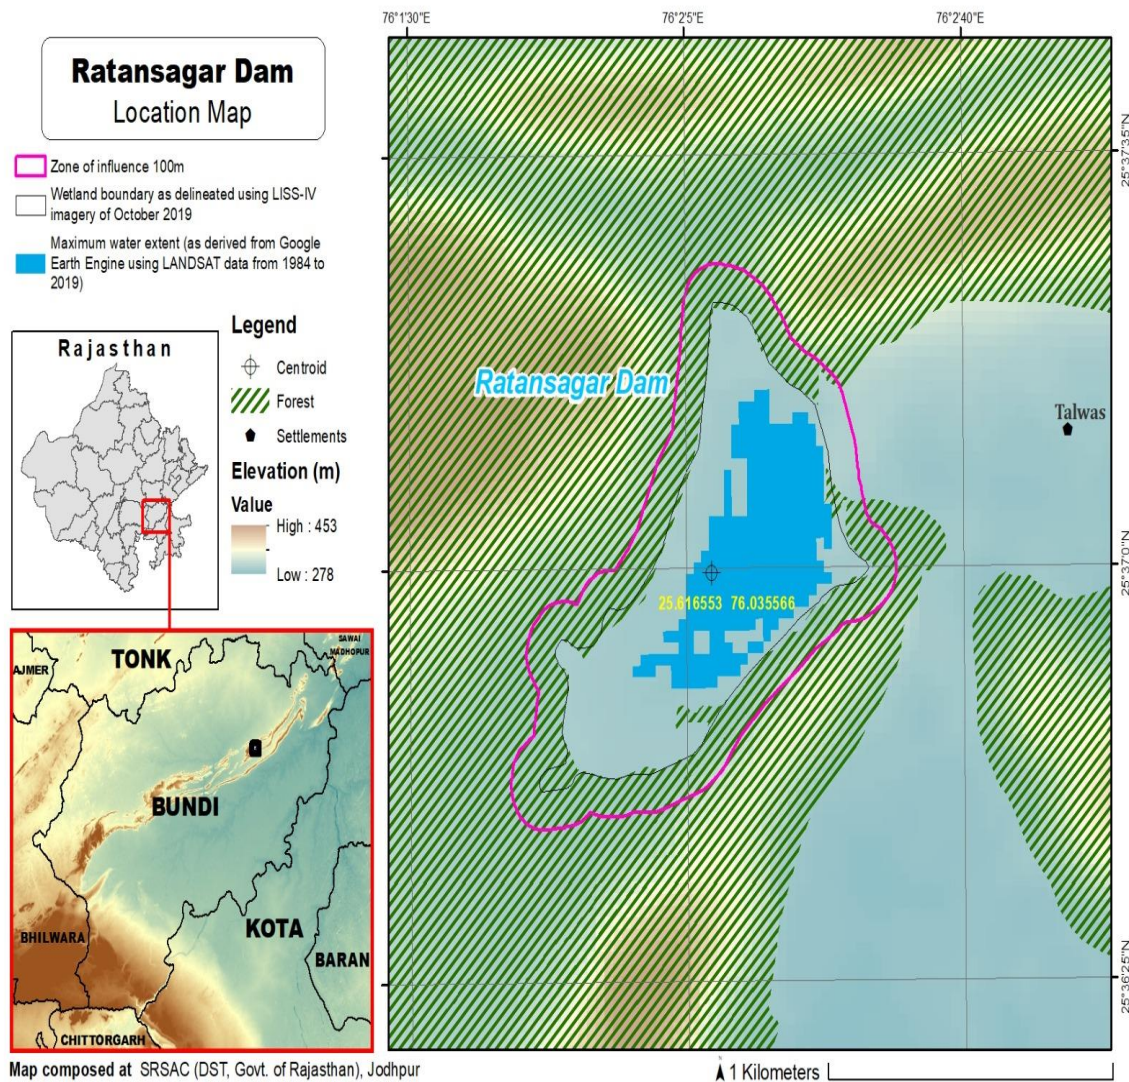 Ratansagar Dam
Location Map
Zone of influence 100m
Wetland boundary as delineated using LISS-IV
imagery of October 2019
Maximum water extent (as derived from Google
Earth Engine using LANDSAT data from 1984 to
2019)
Rajasthan
Legend
Centroid
Forest
Settlements
Elevation (m)
Value
High : 453
Low : 278
TONK
SAWAI
MADHOPUR
AJMER
BUNDI
KOTA
BHILWARA
BARAN
CHITTORGARH
Map composed at SRSAC (DST, Govt. of Rajasthan), Jodhpur
76°1'30"E
76°2'5"E
76°2'40"E
25°37'35"N
Ratansagar Dam
Talwas
25°37'0"N
25.616553 76.035566
25°36'25"N
1 Kilometers